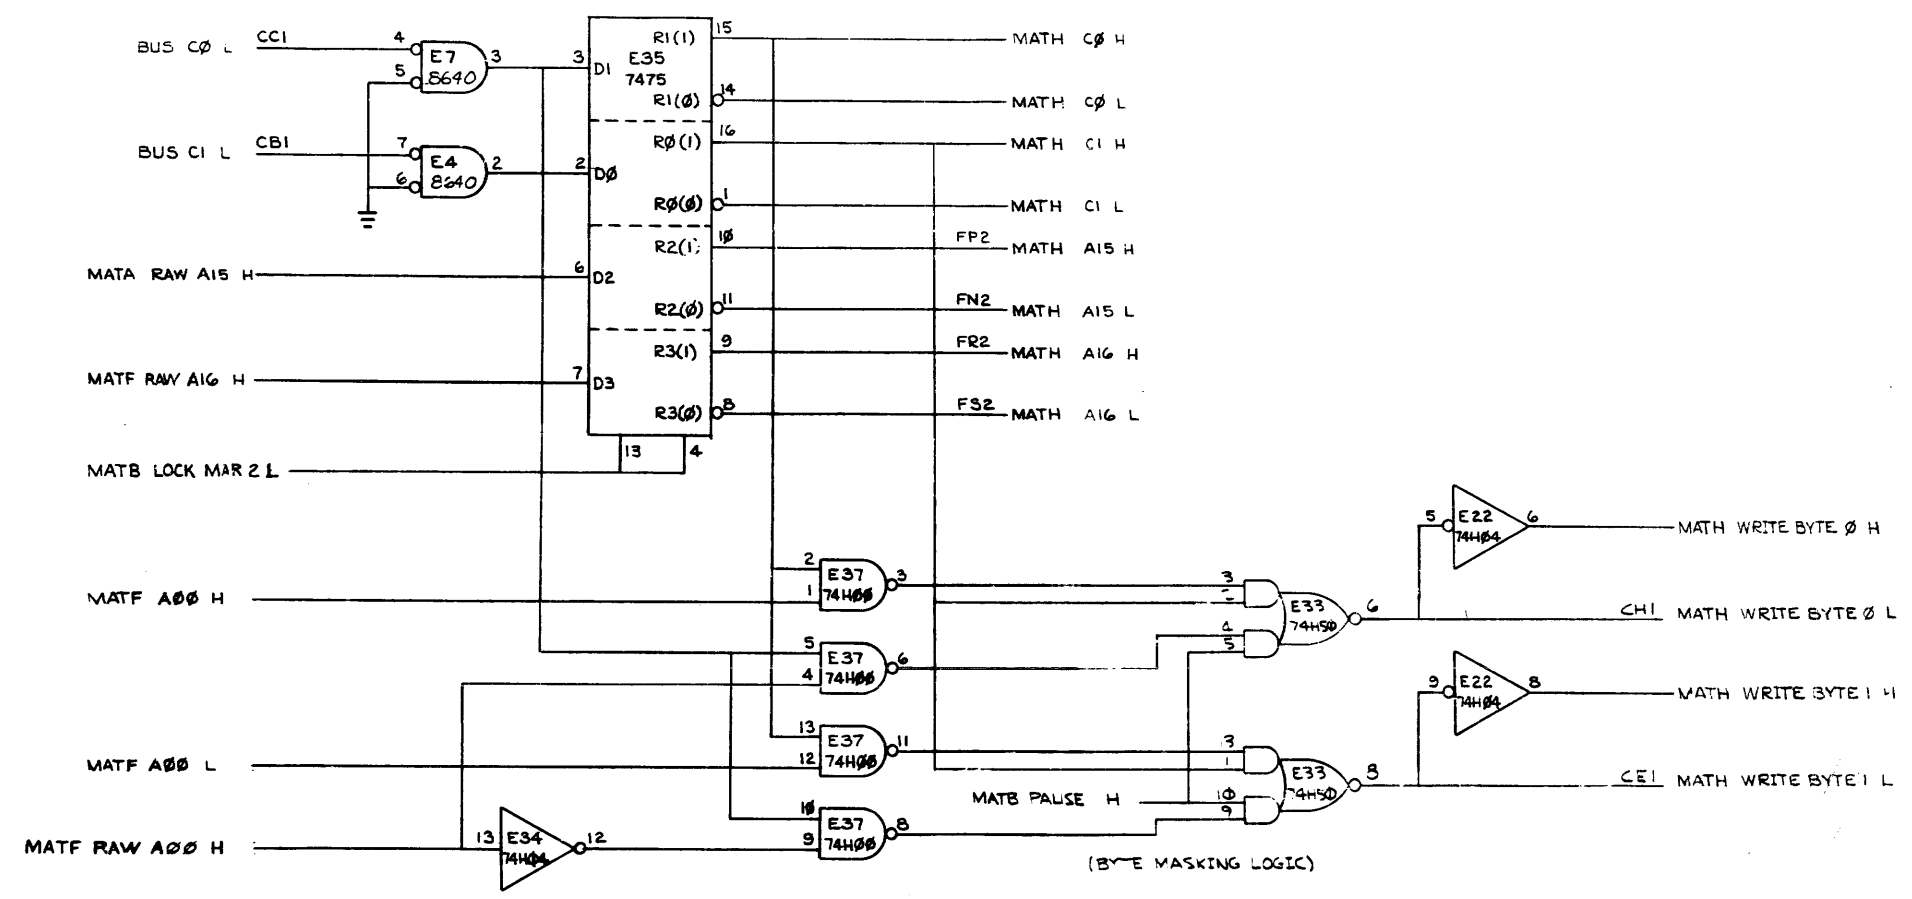 BUS CØ L CC1 4 E7 3 3 D1 R1(1) 15 MATH CØ H
5 8640 E35
7475
R1(Ø) 14 MATH CØ L
BUS C1 L CB1 7 E4 2 2 DØ RØ(1) 16 MATH C1 H
6 8640
RØ(Ø) 1 MATH C1 L
R2(1) 1Ø FP2 MATH A15 H
MATA RAW A15 H 6 D2
R2(Ø) 11 FN2 MATH A15 L
R3(1) 9 FR2 MATH A16 H
MATF RAW A16 H 7 D3
R3(Ø) 8 FS2 MATH A16 L
13 4
MATB LOCK MAR 2 L
5 E22 6 MATH WRITE BYTE Ø H
74HØ4
2 E37 3 3
MATF AØØ H 1 74HØØ E33 6 CH1 MATH WRITE BYTE Ø L
4 74H5Ø
5 E37 6 5
4 74HØØ
9 E22 8 MATH WRITE BYTE 1 H
74HØ4
13 E37 11
MATF AØØ L 12 74HØØ 1 E33 8 CE1 MATH WRITE BYTE 1 L
MATB PAUSE H 1Ø 74H5Ø
1Ø E37 8 9
MATF RAW AØØ H 13 E34 12 9 74HØØ
74HØ4
(BYTE MASKING LOGIC)